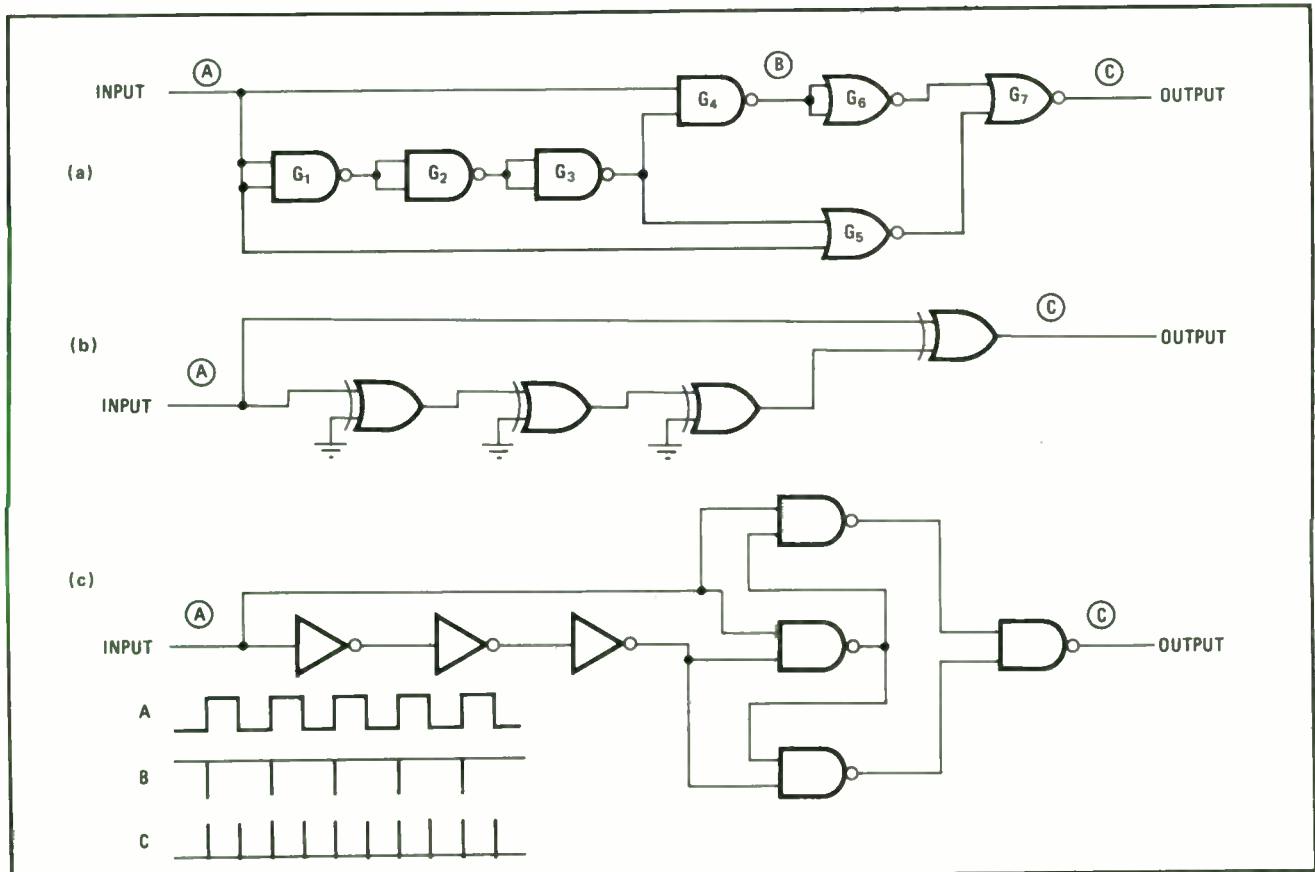 A B C
INPUT G4 G6 G7 OUTPUT
(a) G1 G2 G3
G5
C
(b) OUTPUT
A
INPUT
(c)
A C
INPUT OUTPUT
A
B
C